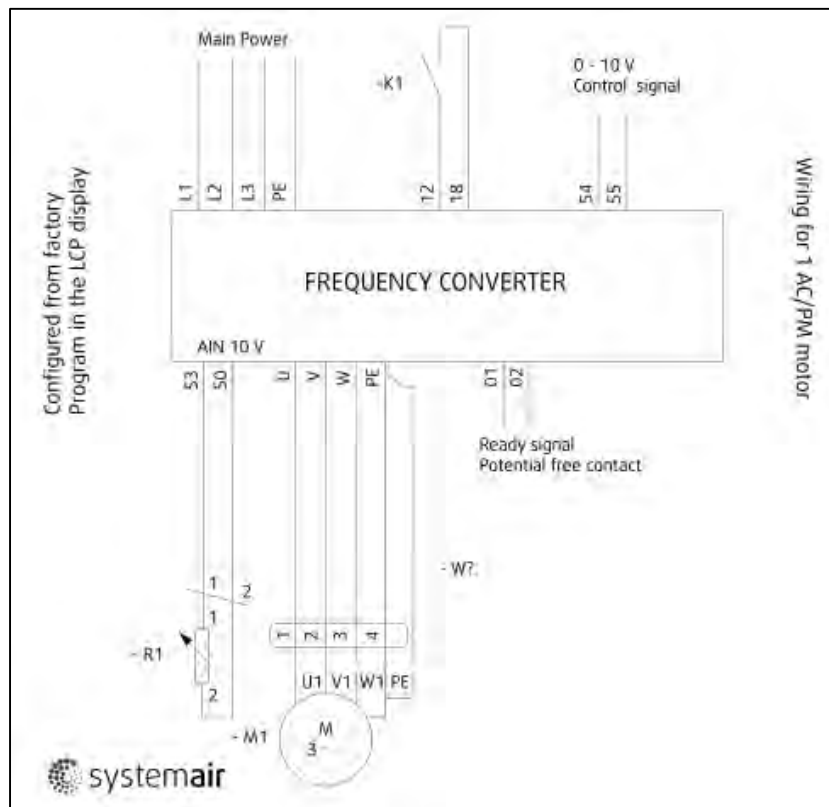 Main Power
-K1
0 - 10 V
Control signal
L1
L2
L3
PE
12
18
54
55
Configured from factory
Program in the LCP display
Wiring for 1 AC/PM motor
FREQUENCY CONVERTER
AIN 10 V
53
50
U
V
W
PE
01
02
Ready signal
Potential free contact
- W?
1
2
1
- R1
2
1
2
3
4
U1
V1
W1
PE
- M1
M
3~
systemair